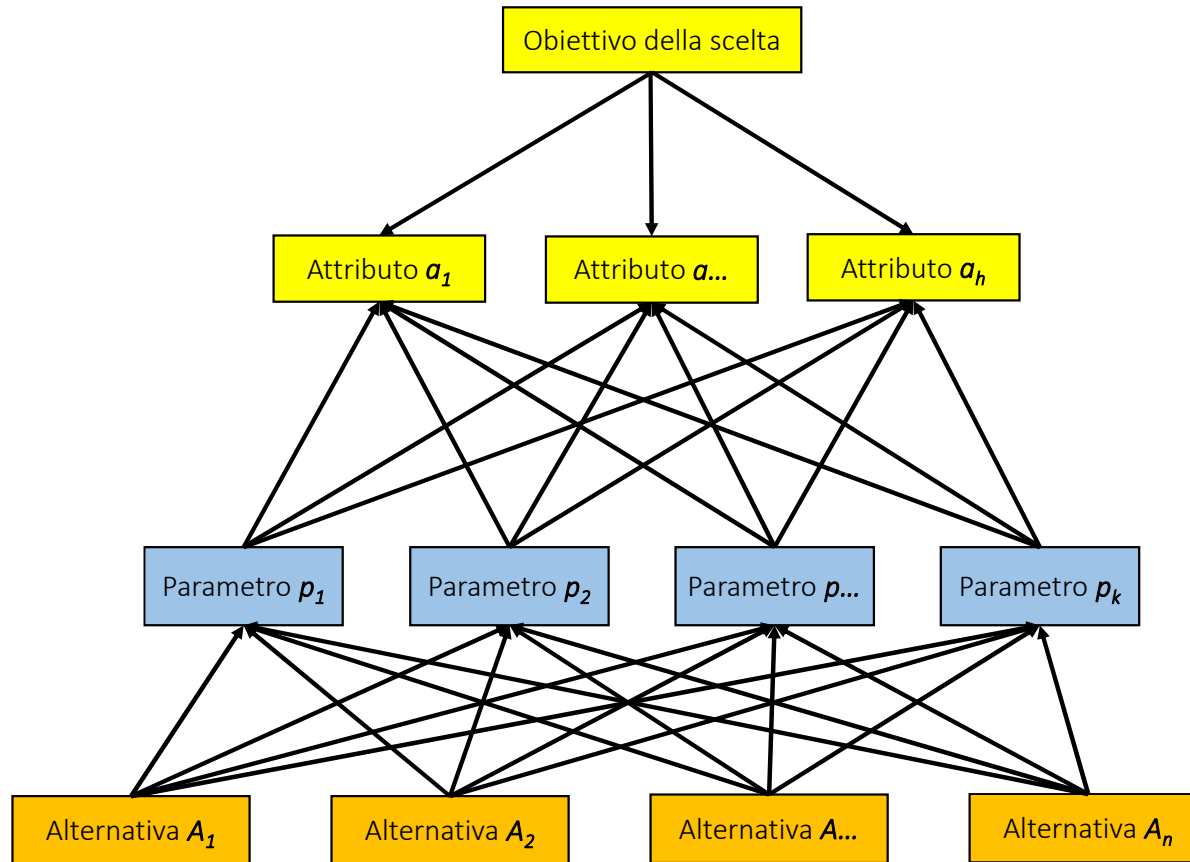 Obiettivo della scelta
Attributo a1
Attributo a...
Attributo ah
Parametro p1
Parametro p2
Parametro p...
Parametro pk
Alternativa A1
Alternativa A2
Alternativa A...
Alternativa An